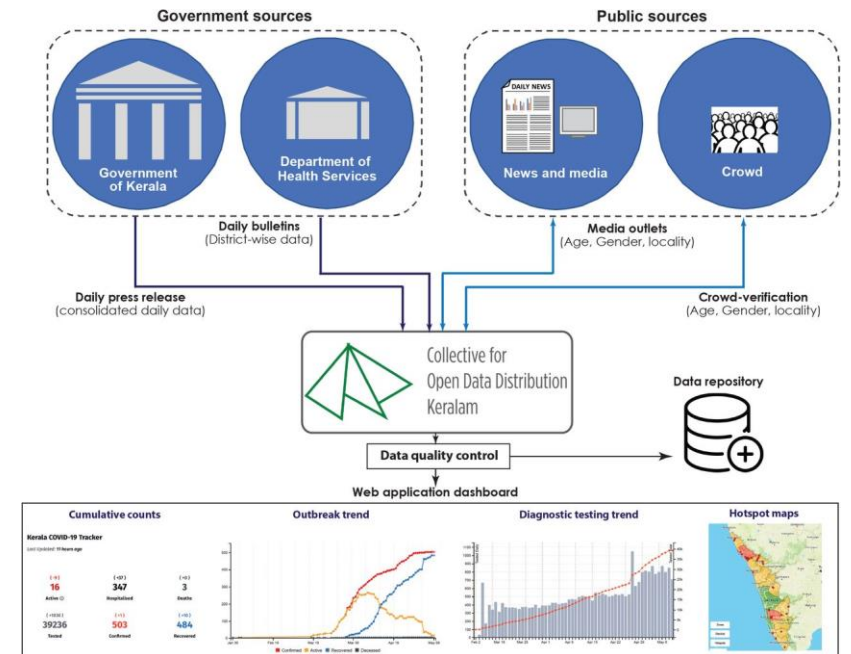 Government sources
Public sources
Government
of Kerala
Department of
Health Services
DAILY NEWS
News and media
Crowd
Daily bulletins
(District-wise data)
Media outlets
(Age, Gender, locality)
Daily press release
(consolidated daily data)
Crowd-verification
(Age, Gender, locality)
Collective for
Open Data Distribution
Keralam
Data repository
Data quality control
Web application dashboard
Cumulative counts
Outbreak trend
Diagnostic testing trend
Hotspot maps
Kerala COVID-19 Tracker
16
347
3
Active
Hospitalised
Deaths
39236
503
484
Tested
Confirmed
Recovered
Confirmed Active Recovered Deceased